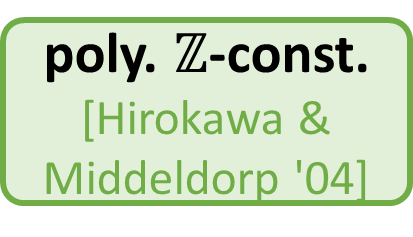 poly. ℤ-const.
[Hirokawa &
Middeldorp '04]